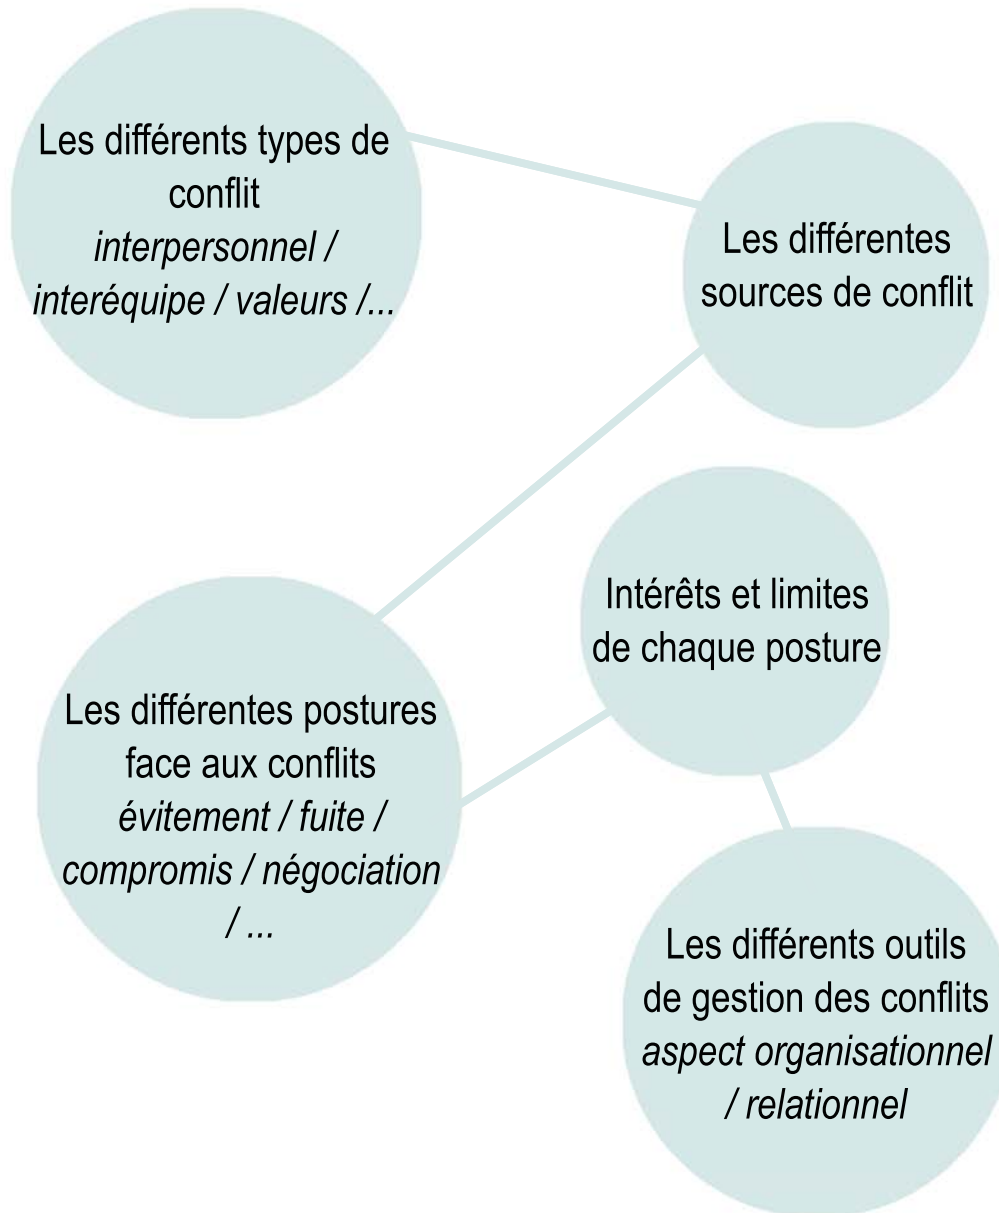 Les différents types de
conflit
interpersonnel /
interéquipe / valeurs /...
Les différentes
sources de conflit
Les différentes postures
face aux conflits
évitement / fuite /
compromis / négociation
/ ...
Intérêts et limites
de chaque posture
Les différents outils
de gestion des conflits
aspect organisationnel
/ relationnel